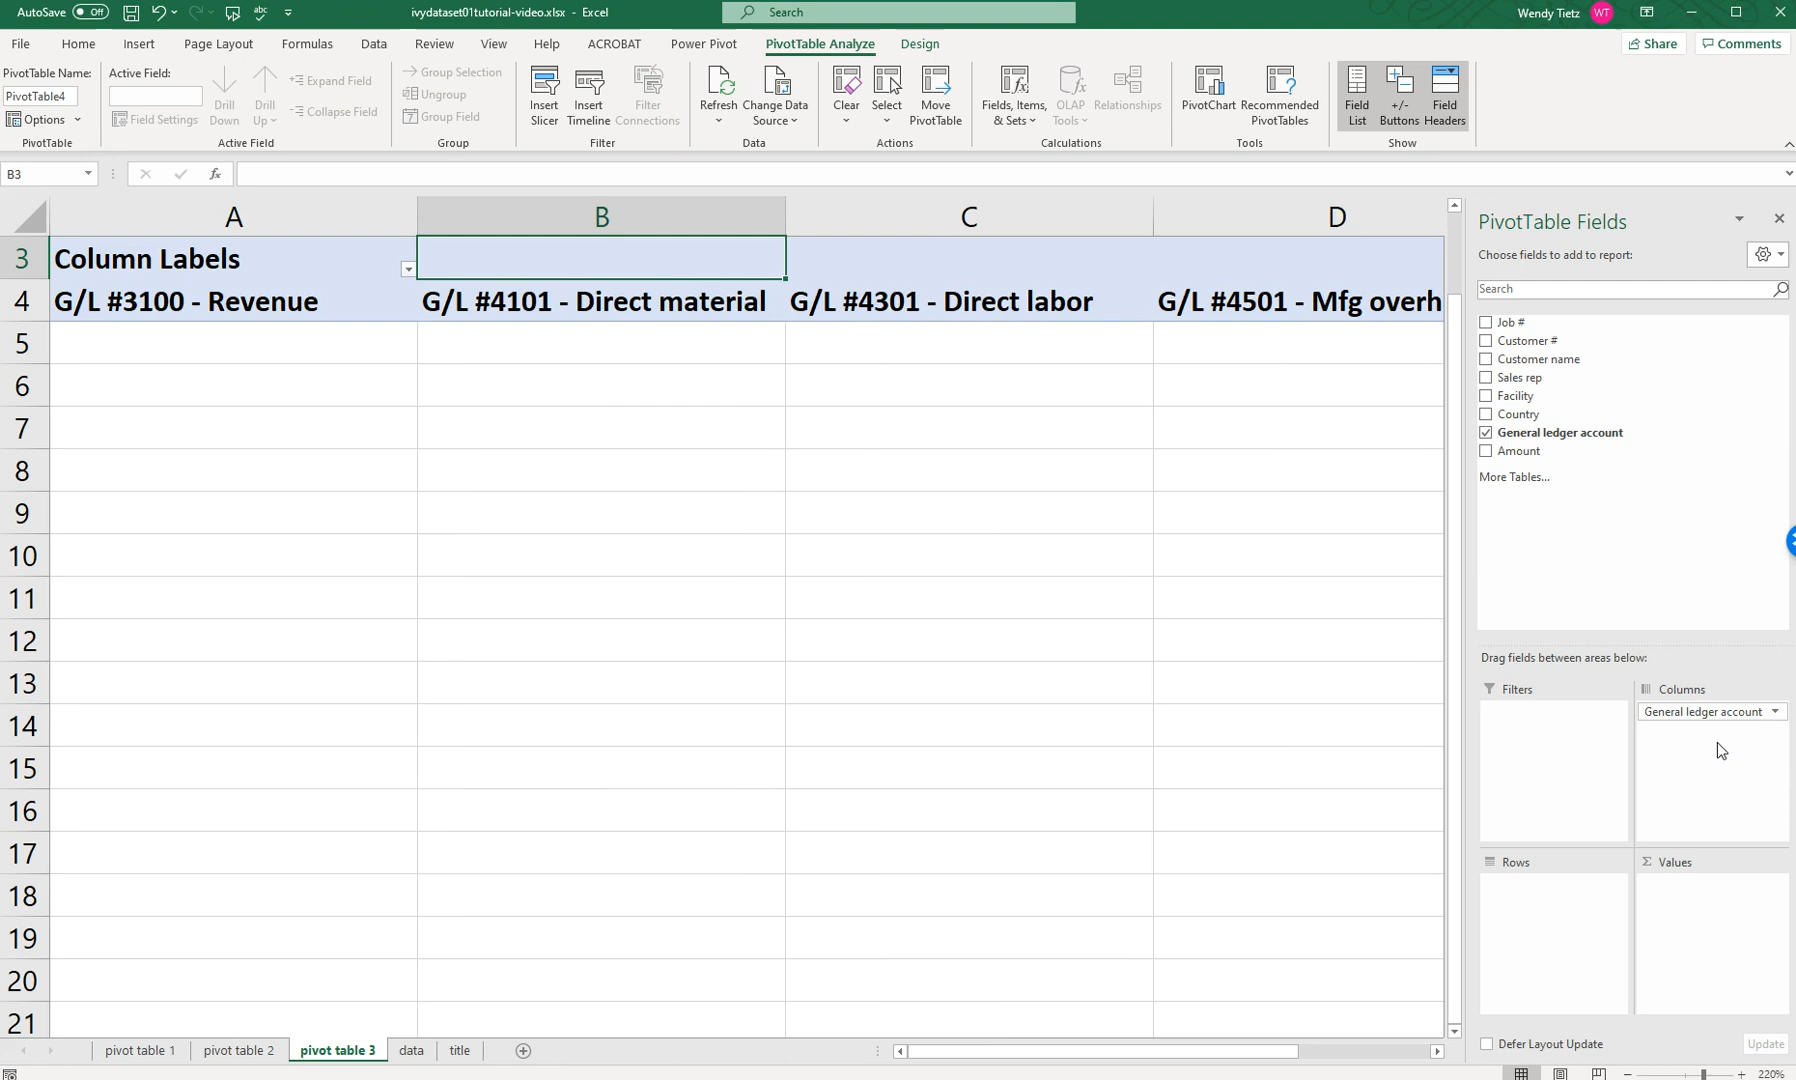 AutoSave Off ivydataset01tutorial-video.xlsx - Excel Search Wendy Tietz WT
File Home Insert Page Layout Formulas Data Review View Help ACROBAT Power Pivot PivotTable Analyze Design Share Comments
PivotTable Name:
PivotTable4
Options
PivotTable
Active Field:
Field Settings
Drill Down
Drill Up
Expand Field
Collapse Field
Active Field
Group Selection
Ungroup
Group Field
Group
Insert Slicer
Insert Timeline
Filter Connections
Filter
Refresh
Change Data Source
Data
Clear
Select
Move PivotTable
Actions
Fields, Items, & Sets
OLAP Tools
Relationships
Calculations
PivotChart
Recommended PivotTables
Tools
Field List
+/- Buttons
Field Headers
Show
B3 fx
A B C D
3 Column Labels
4 G/L #3100 - Revenue G/L #4101 - Direct material G/L #4301 - Direct labor G/L #4501 - Mfg overh
5
6
7
8
9
10
11
12
13
14
15
16
17
18
19
20
21
PivotTable Fields
Choose fields to add to report:
Search
Job #
Customer #
Customer name
Sales rep
Facility
Country
General ledger account
Amount
More Tables...
Drag fields between areas below:
Filters Columns
General ledger account
Rows Values
Defer Layout Update Update
pivot table 1 pivot table 2 pivot table 3 data title
220%